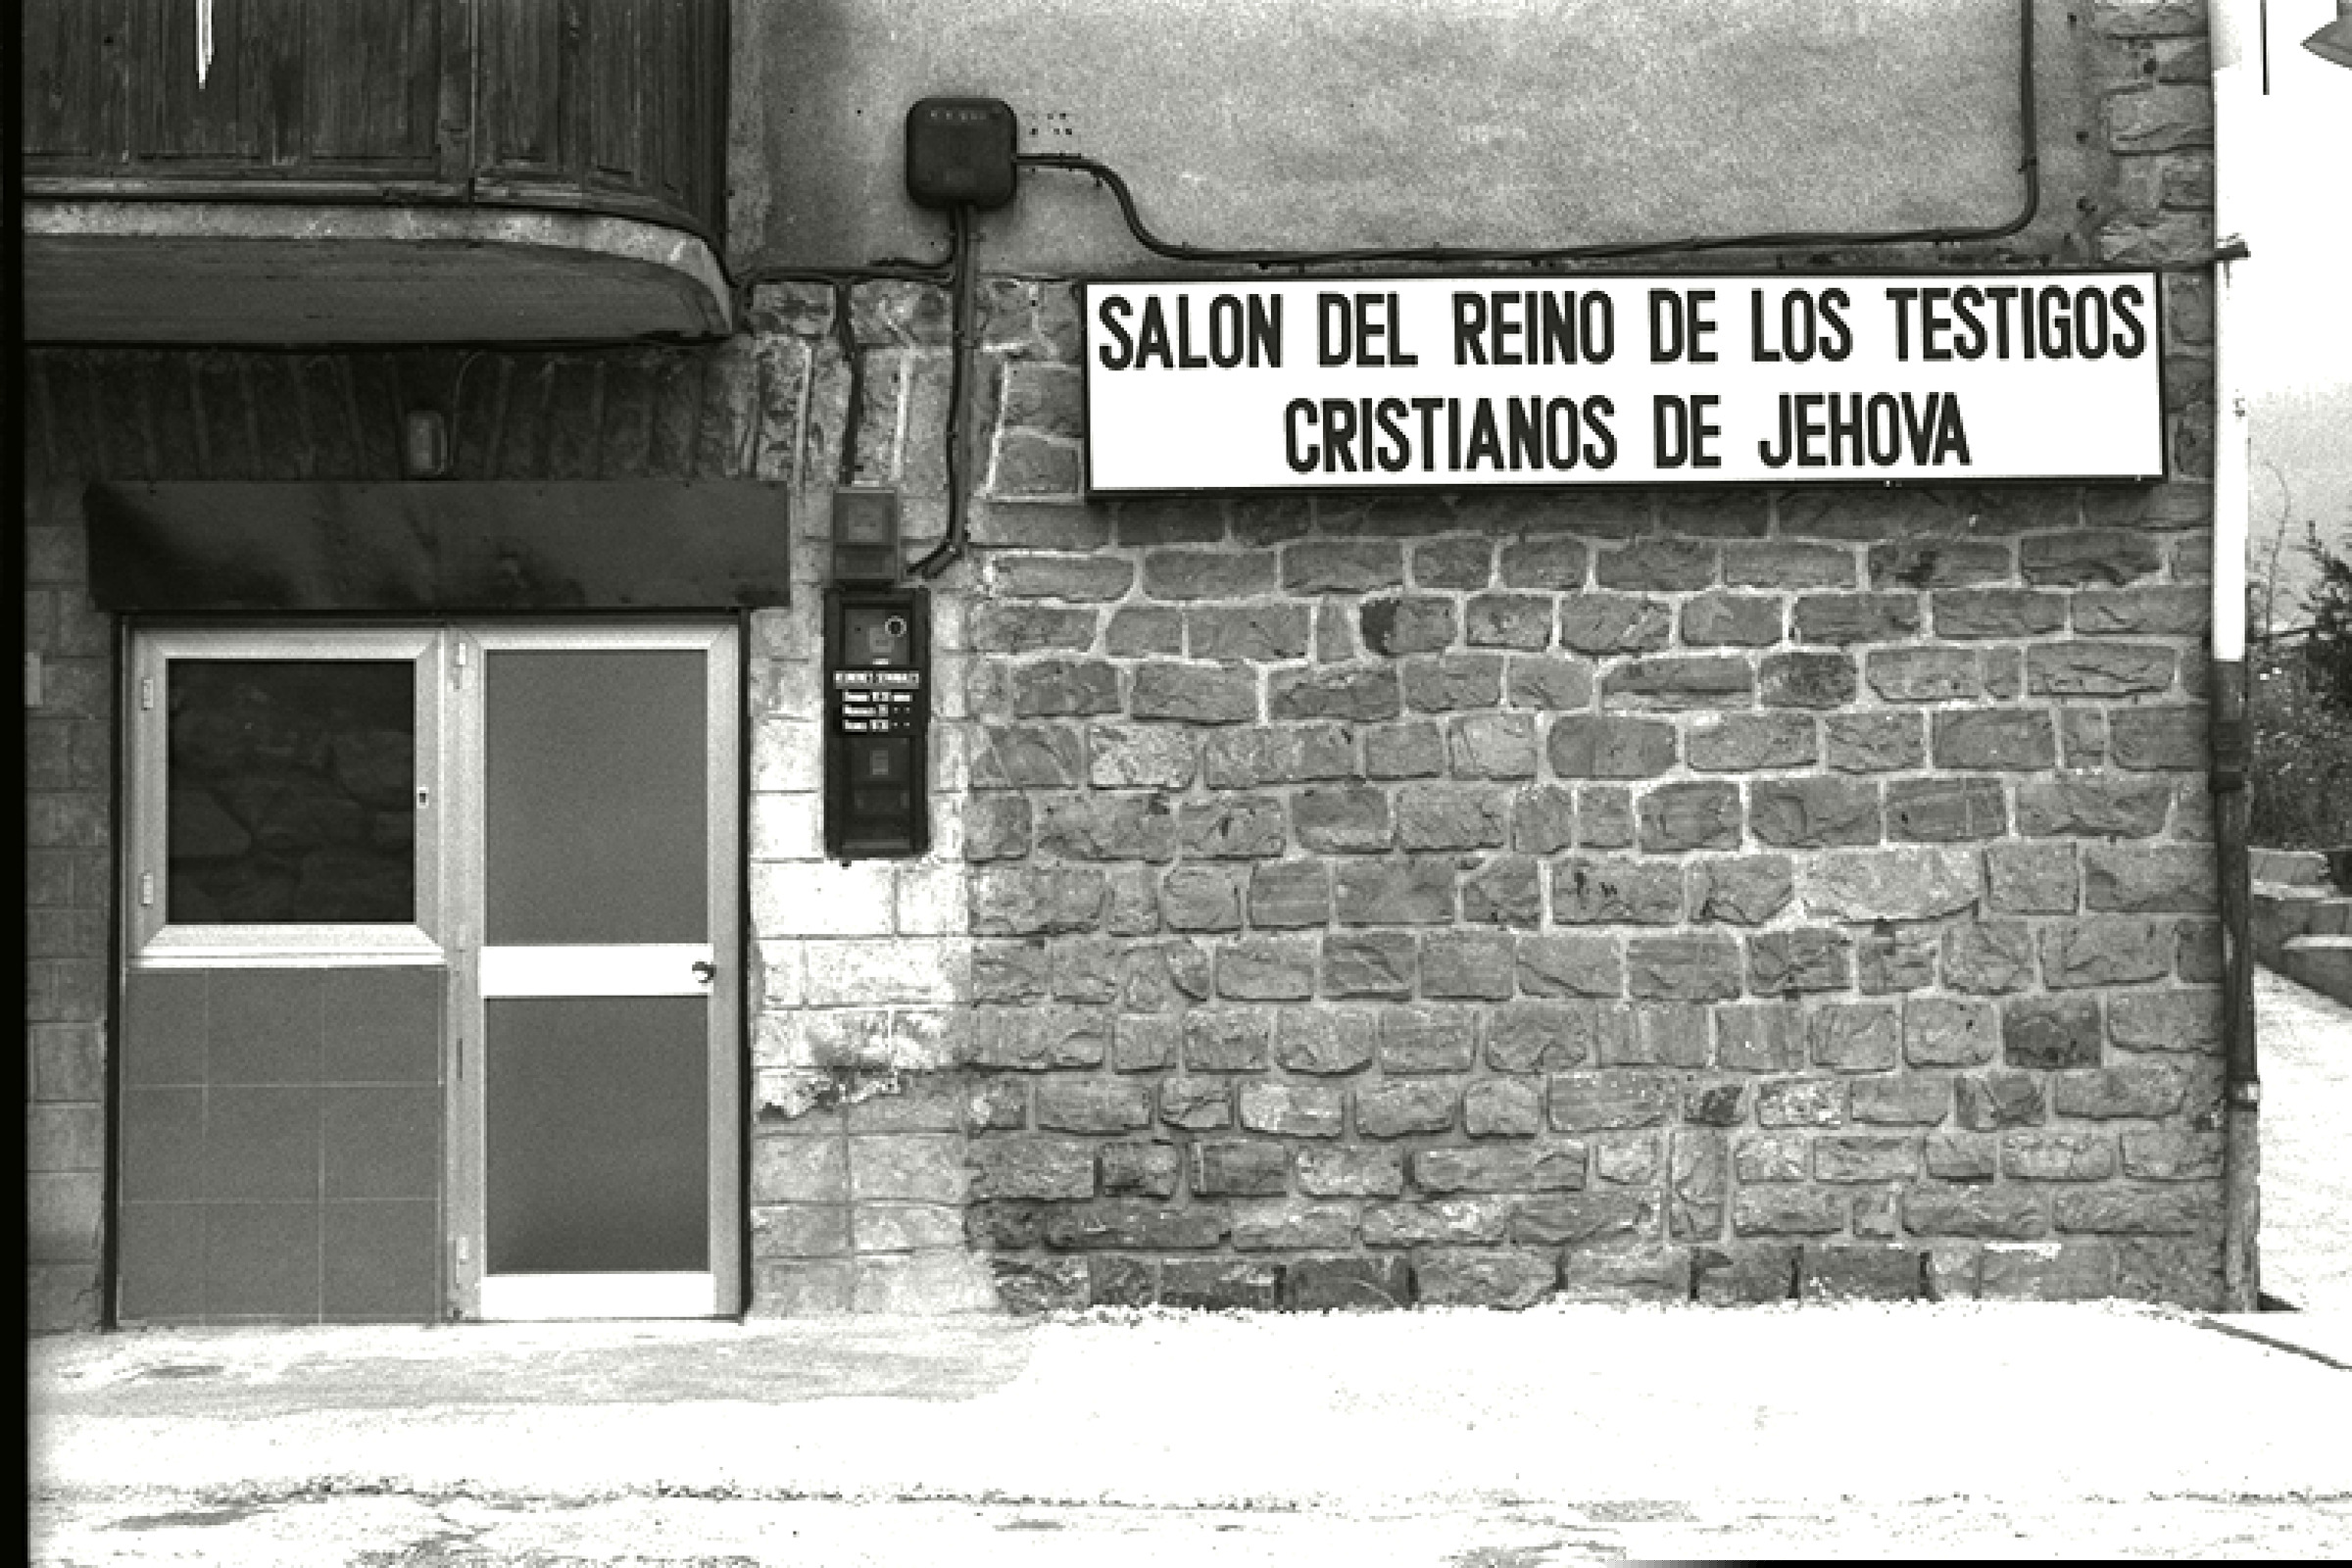 SALON DEL REINO DE LOS TESTIGOS
CRISTIANOS DE JEHOVA